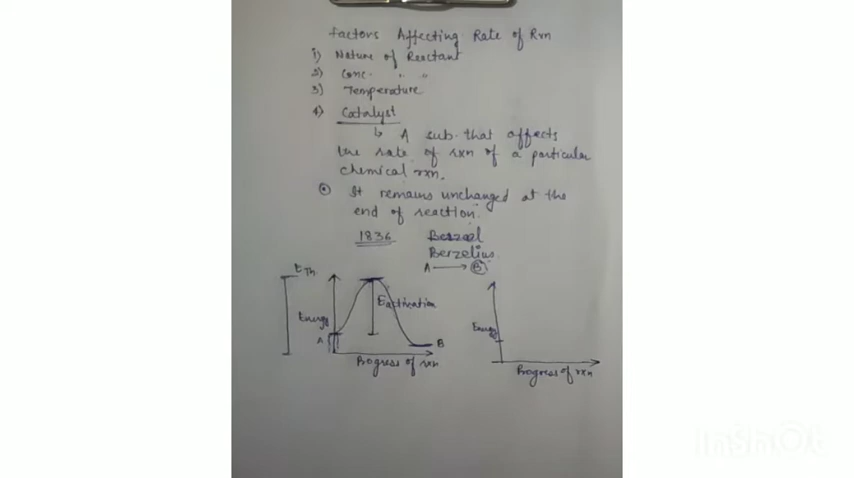 factors Affecting Rate of Rxn
1) Nature of Reactant
2) Conc. " "
3) Temperature
4) Catalyst
↳ A sub. that affects
the rate of rxn of a particular
chemical rxn.
It remains unchanged at the
end of reaction.
1836
Berzelius
A → B
E Th.
Eactivation
Energy
A
B
Progress of rxn
Energy
Progress of rxn